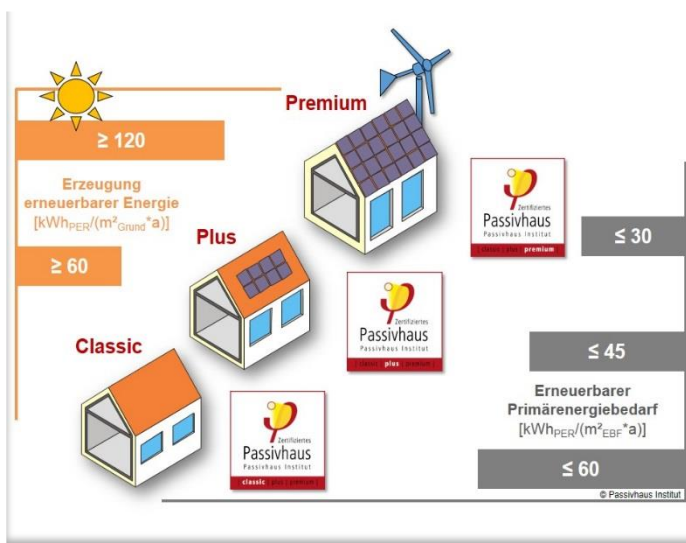 Premium
≥ 120
Erzeugung
erneuerbarer Energie
[kWhPER/(m²Grund*a)]
Plus
≥ 60
Classic
Zertifiziertes
Passivhaus
Passivhaus Institut
| classic | plus | premium |
≤ 30
Zertifiziertes
Passivhaus
Passivhaus Institut
| classic | plus | premium |
≤ 45
Erneuerbarer
Primärenergiebedarf
[kWhPER/(m²EBF*a)]
Zertifiziertes
Passivhaus
Passivhaus Institut
classic | plus | premium |
≤ 60
© Passivhaus Institut